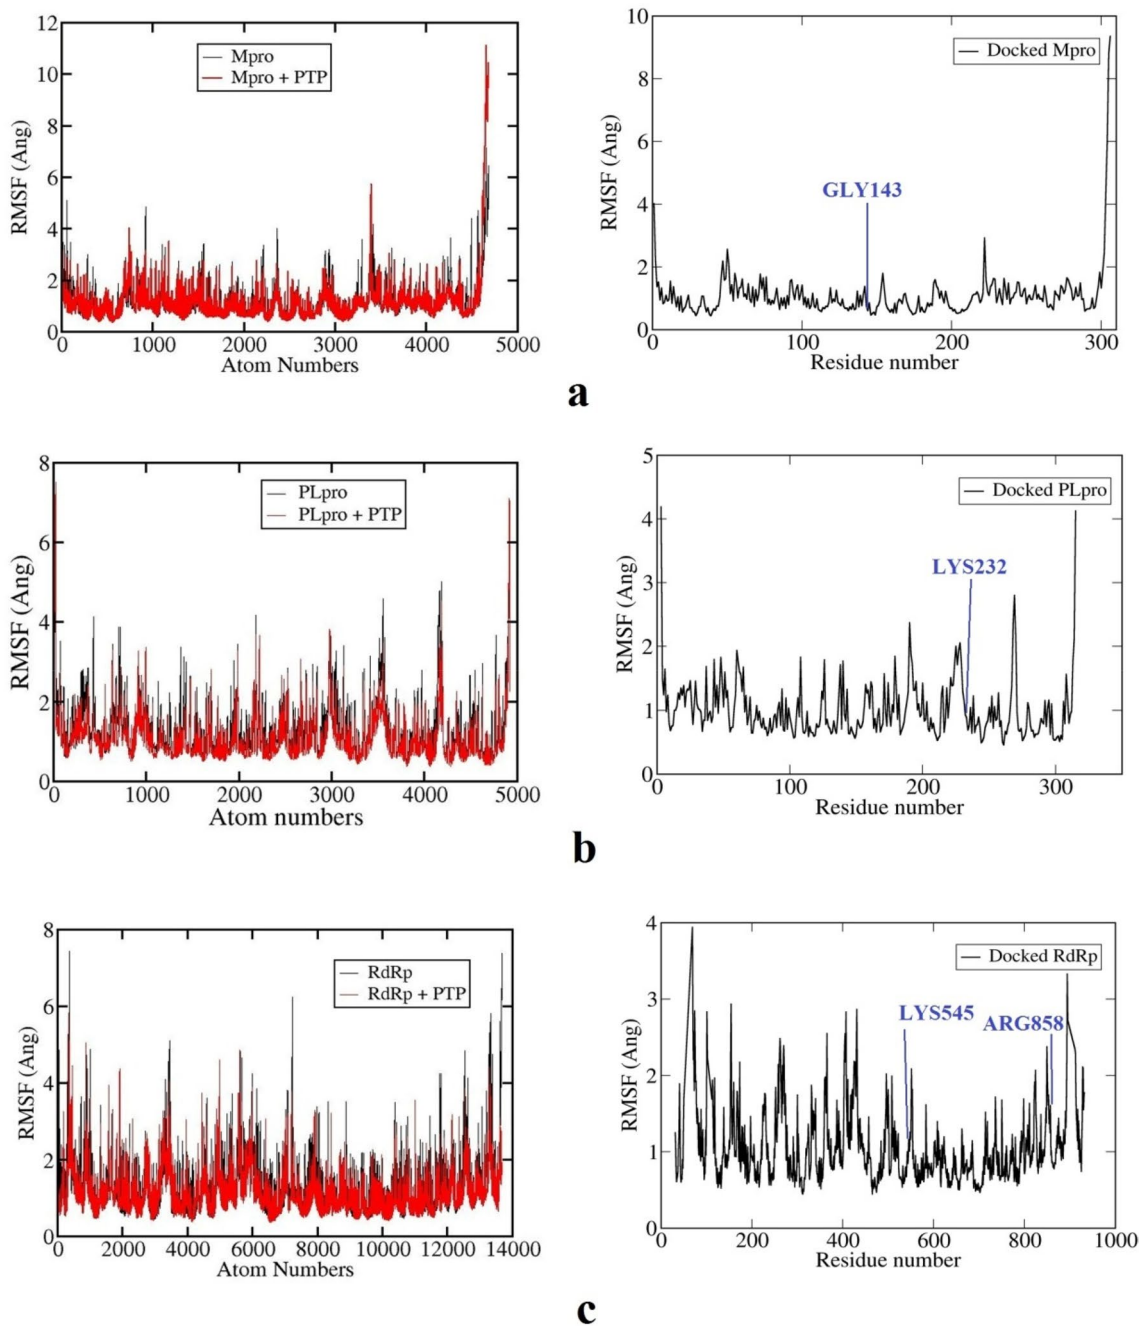 12
10
8
6
4
2
0
RMSF (Ang)
Mpro
Mpro + PTP
0 1000 2000 3000 4000 5000
Atom Numbers
10
8
6
4
2
0
RMSF (Ang)
Docked Mpro
GLY143
0 100 200 300
Residue number
a
8
6
4
2
0
RMSF (Ang)
PLpro
PLpro + PTP
0 1000 2000 3000 4000 5000
Atom numbers
5
4
3
2
1
0
RMSF (Ang)
Docked PLpro
LYS232
0 100 200 300
Residue number
b
8
6
4
2
0
RMSF (Ang)
RdRp
RdRp + PTP
0 2000 4000 6000 8000 10000 12000 14000
Atom Numbers
4
3
2
1
0
RMSF (Ang)
Docked RdRp
LYS545
ARG858
0 200 400 600 800 1000
Residue number
c